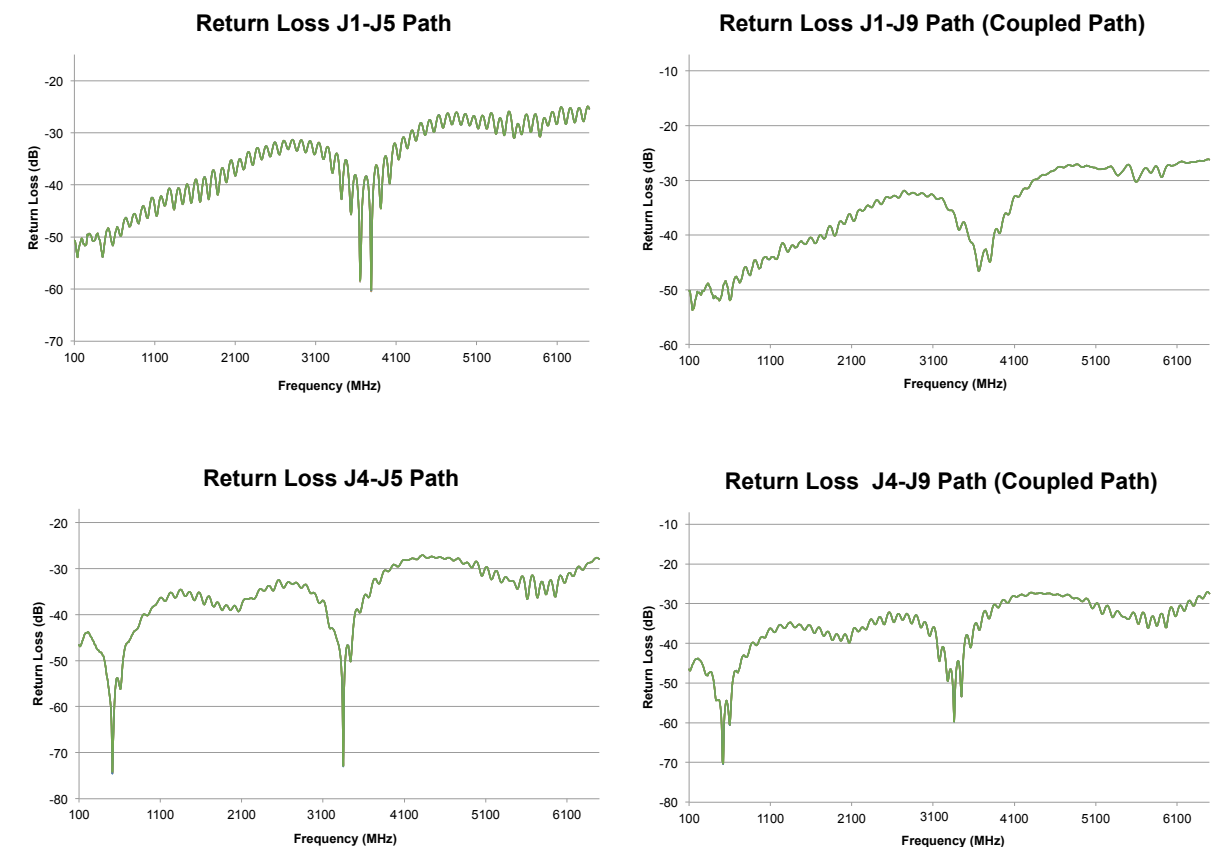 Return Loss J1-J5 Path
-20
-30
-40
-50
-60
-70
Return Loss (dB)
100 1100 2100 3100 4100 5100 6100
Frequency (MHz)
Return Loss J1-J9 Path (Coupled Path)
-10
-20
-30
-40
-50
-60
Return Loss (dB)
100 1100 2100 3100 4100 5100 6100
Frequency (MHz)
Return Loss J4-J5 Path
-20
-30
-40
-50
-60
-70
-80
Return Loss (dB)
100 1100 2100 3100 4100 5100 6100
Frequency (MHz)
Return Loss  J4-J9 Path (Coupled Path)
-10
-20
-30
-40
-50
-60
-70
-80
Return Loss (dB)
100 1100 2100 3100 4100 5100 6100
Frequency (MHz)